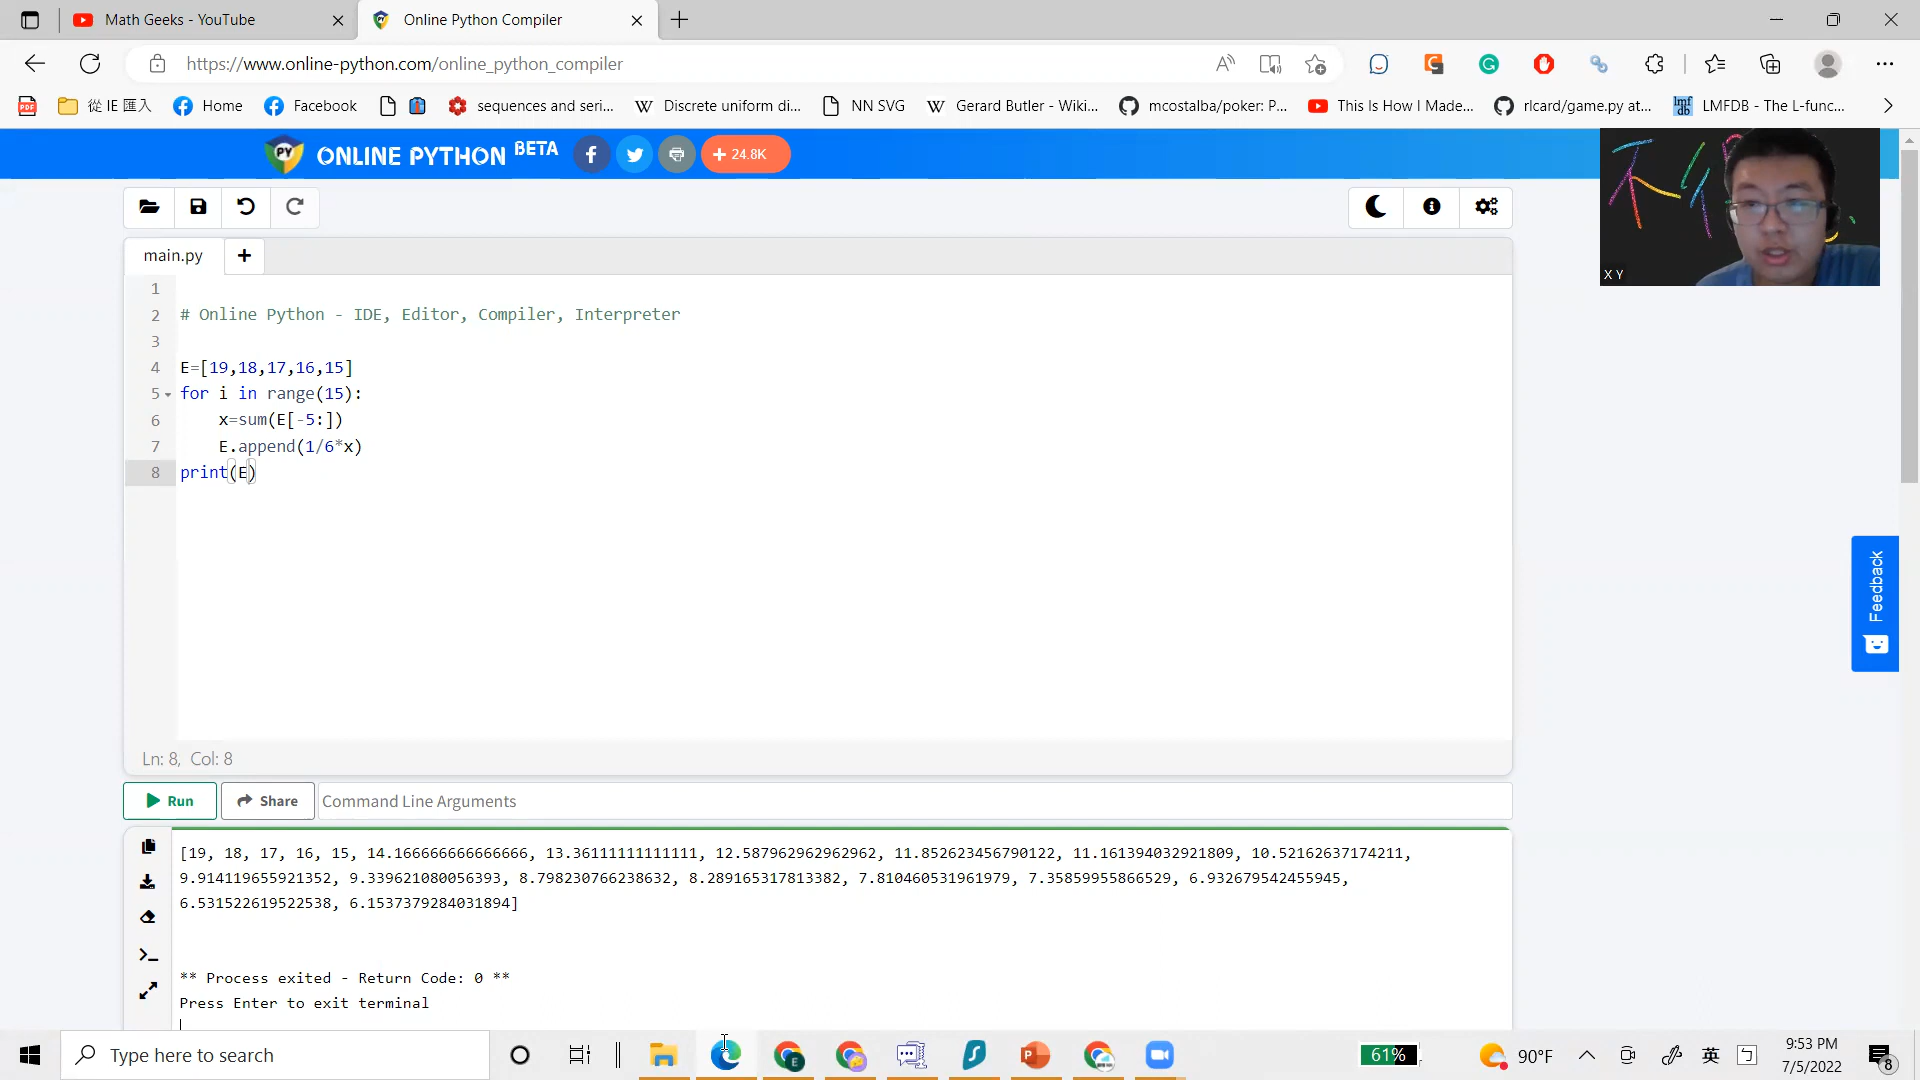 Math Geeks - YouTube
Online Python Compiler
https://www.online-python.com/online_python_compiler
PDF
從 IE 匯入
Home
Facebook
sequences and seri...
Discrete uniform di...
NN SVG
Gerard Butler - Wiki...
mcostalba/poker: P...
This Is How I Made...
rlcard/game.py at...
LMFDB - The L-func...
PY
ONLINE PYTHON BETA
24.8K
X Y
main.py
1
2 # Online Python - IDE, Editor, Compiler, Interpreter
3
4 E=[19,18,17,16,15]
5 for i in range(15):
6 x=sum(E[-5:])
7 E.append(1/6*x)
8 print(E)
Ln: 8, Col: 8
Feedback
Run
Share
Command Line Arguments
[19, 18, 17, 16, 15, 14.166666666666666, 13.36111111111111, 12.587962962962962, 11.852623456790122, 11.161394032921809, 10.52162637174211,
9.914119655921352, 9.339621080056393, 8.798230766238632, 8.289165317813382, 7.810460531961979, 7.35859955866529, 6.932679542455945,
6.531522619522538, 6.1537379284031894]
** Process exited - Return Code: 0 **
Press Enter to exit terminal
Type here to search
61%
90°F
英
9:53 PM
7/5/2022
8